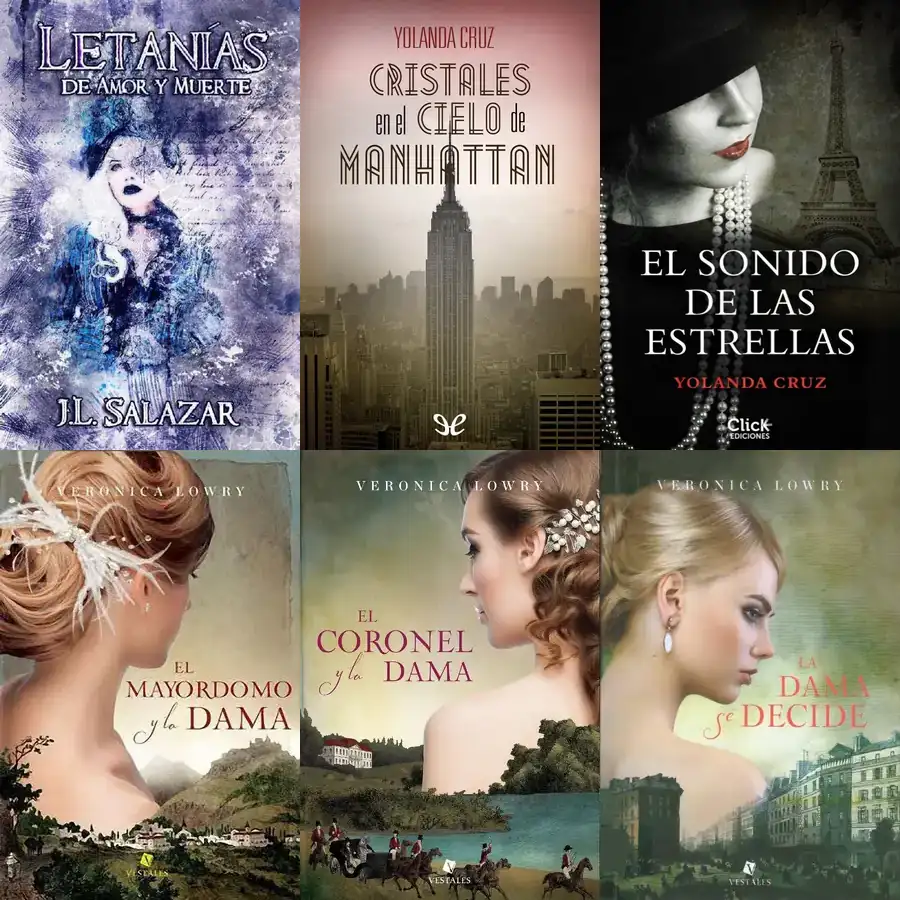 LETANÍAS
DE AMOR Y MUERTE
J.L. SALAZAR
YOLANDA CRUZ
CRISTALES
en el CIELO de
MANHATTAN
EL SONIDO
DE LAS
ESTRELLAS
YOLANDA CRUZ
Click
EDICIONES
VERONICA LOWRY
EL
MAYORDOMO
y la DAMA
VESTALES
VERONICA LOWRY
EL
CORONEL
y la DAMA
VESTALES
VERONICA LOWRY
LA
DAMA
se DECIDE
VESTALES